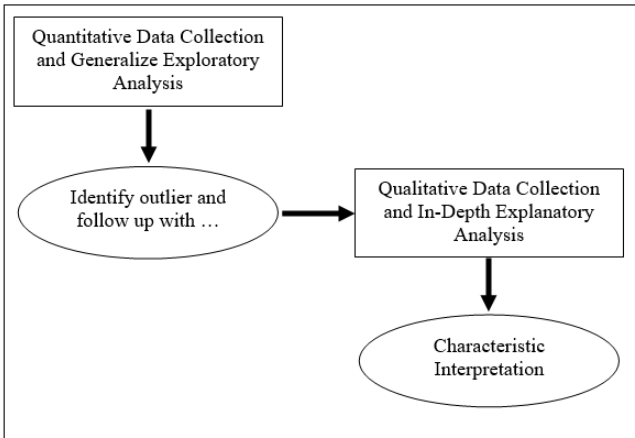 Quantitative Data Collection
and Generalize Exploratory
Analysis
Identify outlier and
follow up with …
Qualitative Data Collection
and In-Depth Explanatory
Analysis
Characteristic
Interpretation